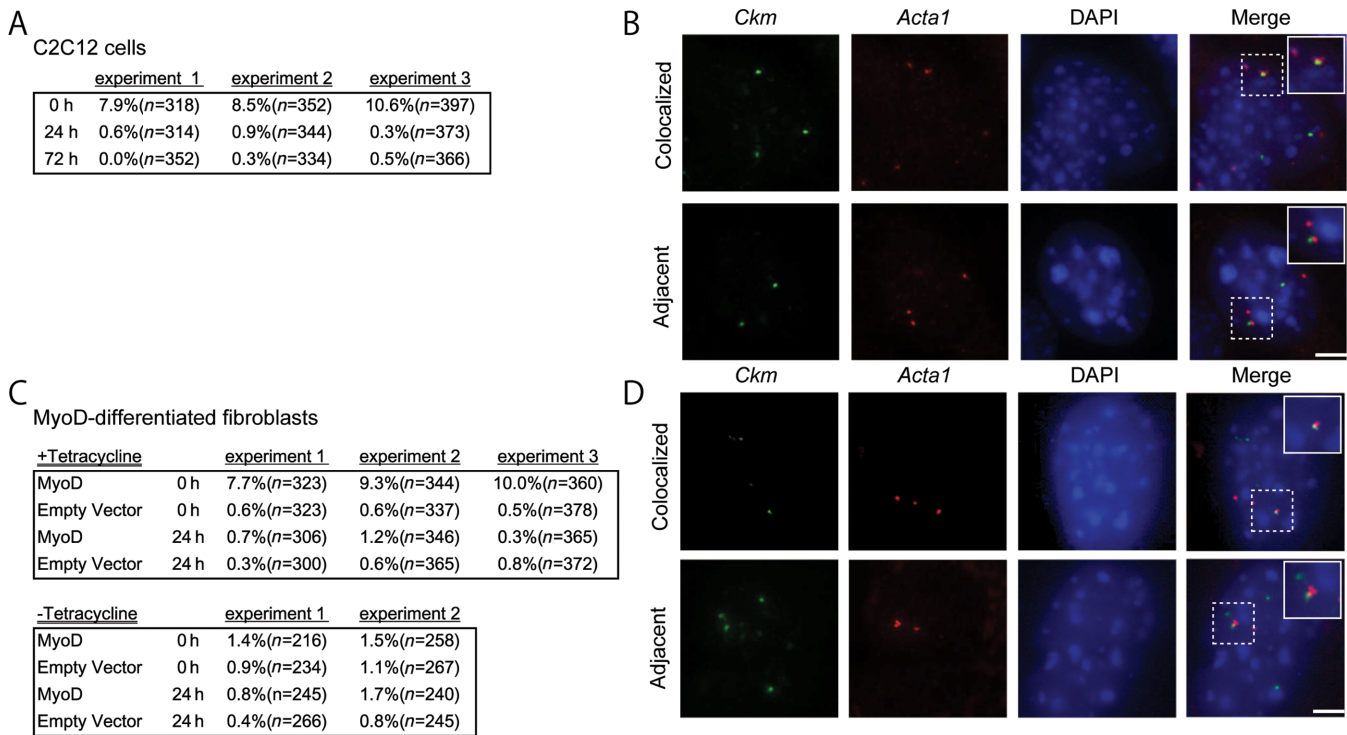 A
C2C12 cells
experiment 1 experiment 2 experiment 3
0 h 7.9%(n=318) 8.5%(n=352) 10.6%(n=397)
24 h 0.6%(n=314) 0.9%(n=344) 0.3%(n=373)
72 h 0.0%(n=352) 0.3%(n=334) 0.5%(n=366)
B
Ckm Acta1 DAPI Merge
Colocalized
Adjacent
C
MyoD-differentiated fibroblasts
+Tetracycline experiment 1 experiment 2 experiment 3
MyoD 0 h 7.7%(n=323) 9.3%(n=344) 10.0%(n=360)
Empty Vector 0 h 0.6%(n=323) 0.6%(n=337) 0.5%(n=378)
MyoD 24 h 0.7%(n=306) 1.2%(n=346) 0.3%(n=365)
Empty Vector 24 h 0.3%(n=300) 0.6%(n=365) 0.8%(n=372)
-Tetracycline experiment 1 experiment 2
MyoD 0 h 1.4%(n=216) 1.5%(n=258)
Empty Vector 0 h 0.9%(n=234) 1.1%(n=267)
MyoD 24 h 0.8%(n=245) 1.7%(n=240)
Empty Vector 24 h 0.4%(n=266) 0.8%(n=245)
D
Ckm Acta1 DAPI Merge
Colocalized
Adjacent